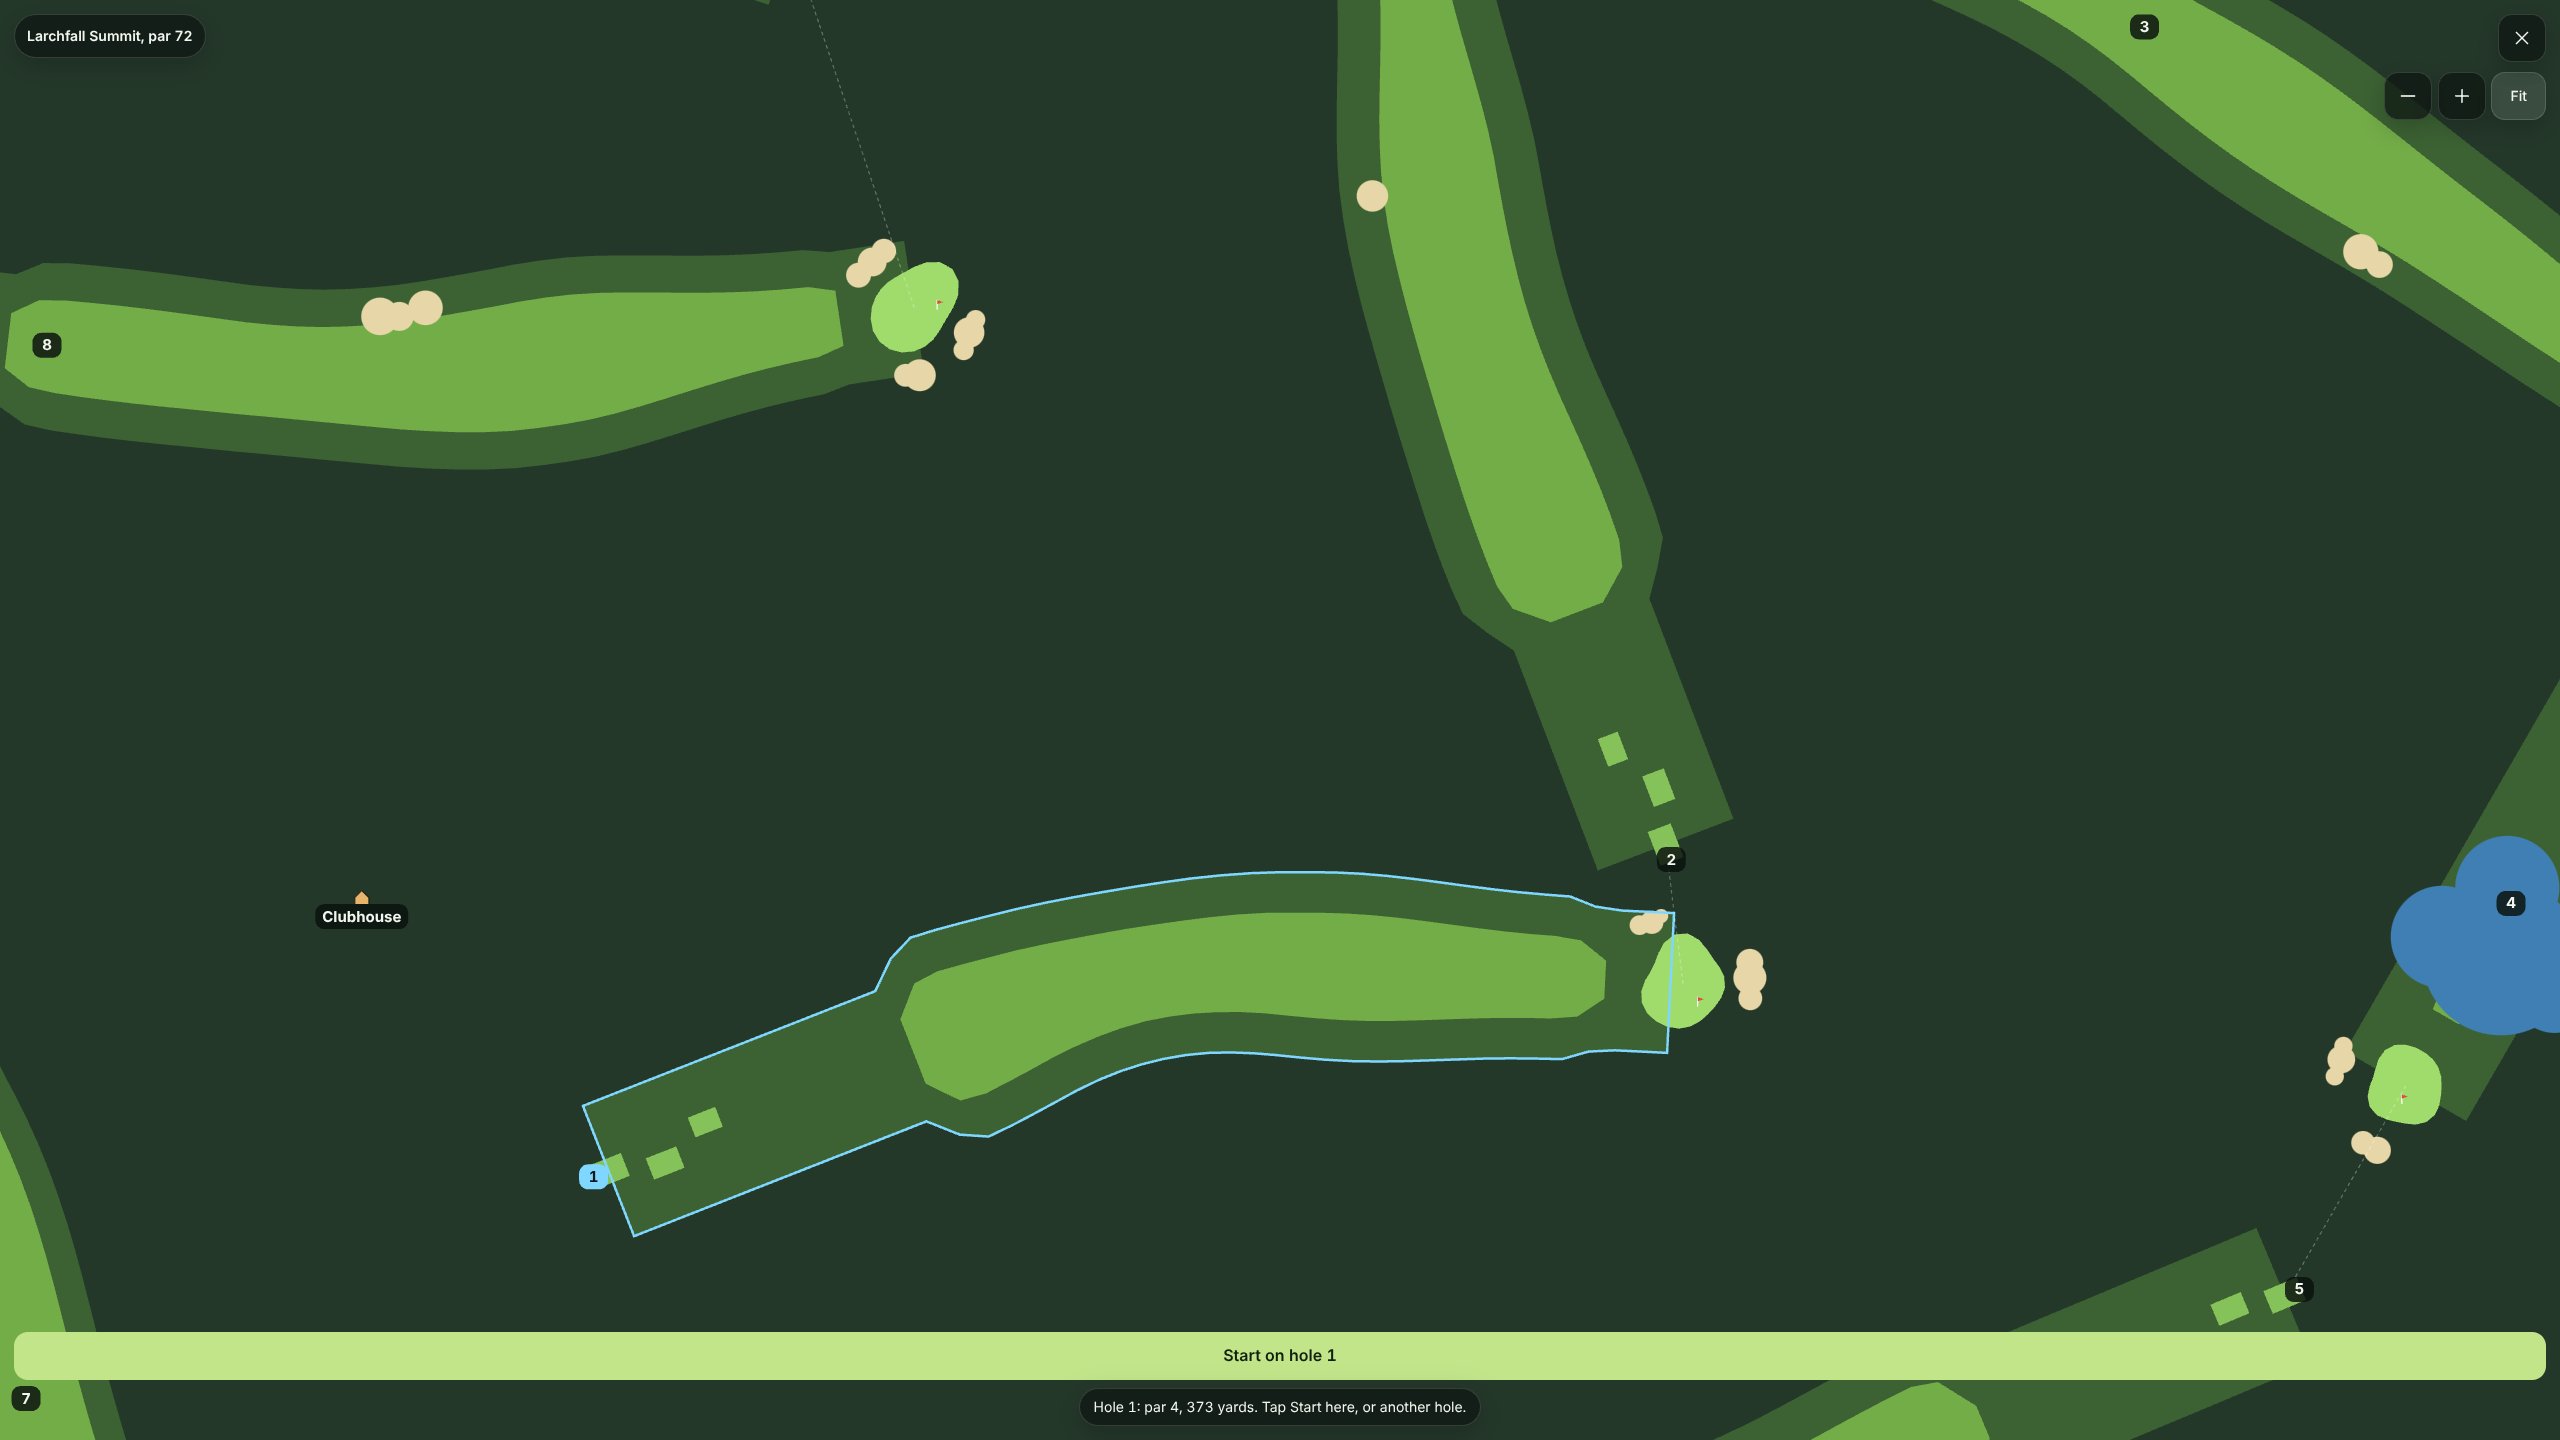 Larchfall Summit, par 72
3
Fit
8
2
4
Clubhouse
1
5
Start on hole 1
7
Hole 1: par 4, 373 yards. Tap Start here, or another hole.